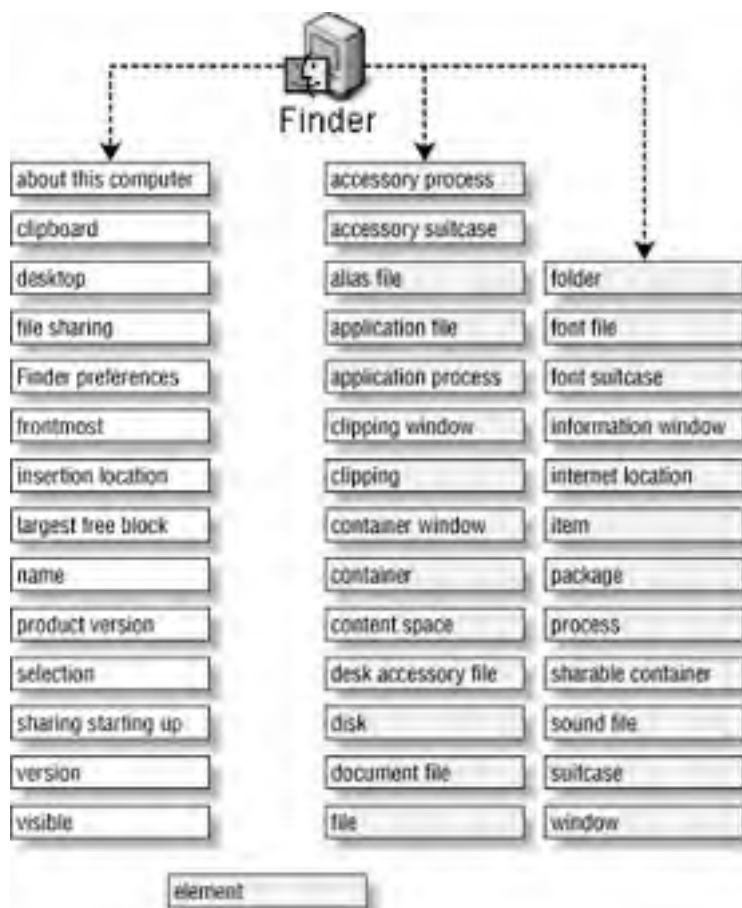 Finder
about this computer
clipboard
desktop
file sharing
Finder preferences
frontmost
insertion location
largest free block
name
product version
selection
sharing starting up
version
visible
accessory process
accessory suitcase
alias file
application file
application process
clipping window
clipping
container window
container
content space
desk accessory file
disk
document file
file
folder
font file
font suitcase
information window
internet location
item
package
process
sharable container
sound file
suitcase
window
element